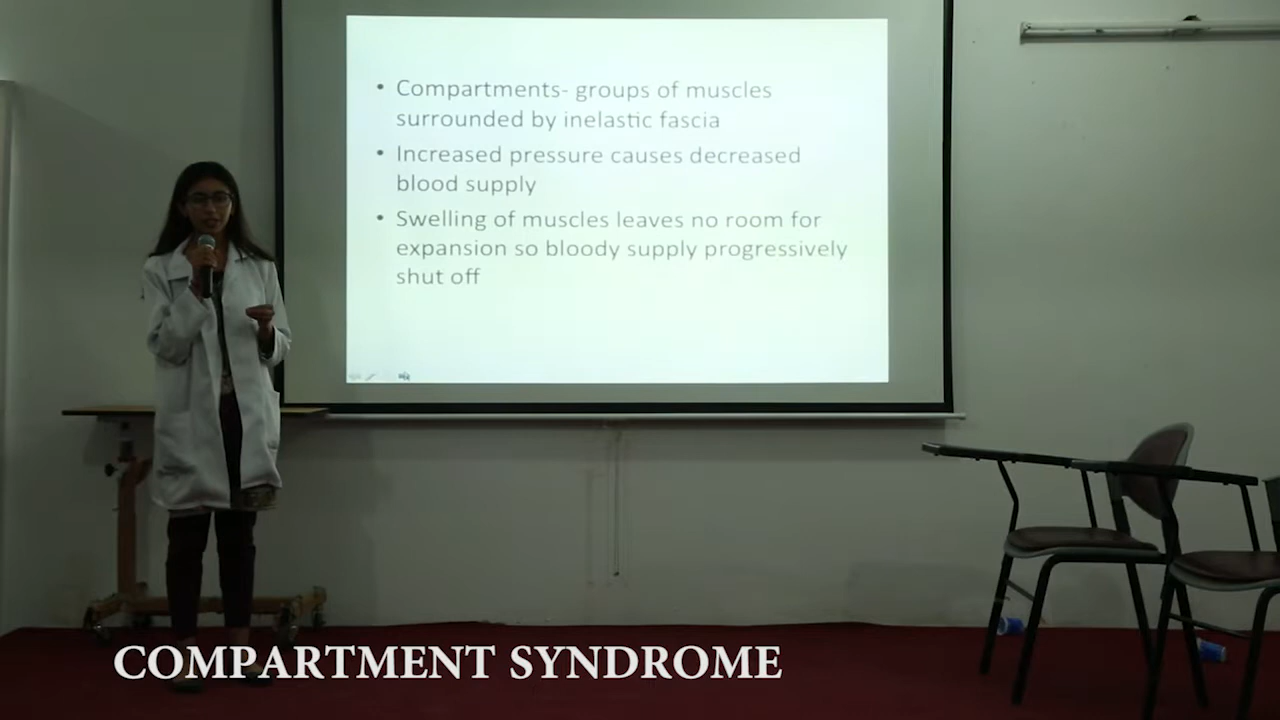 • Compartments- groups of muscles
surrounded by inelastic fascia
• Increased pressure causes decreased
blood supply
• Swelling of muscles leaves no room for
expansion so bloody supply progressively
shut off
COMPARTMENT SYNDROME